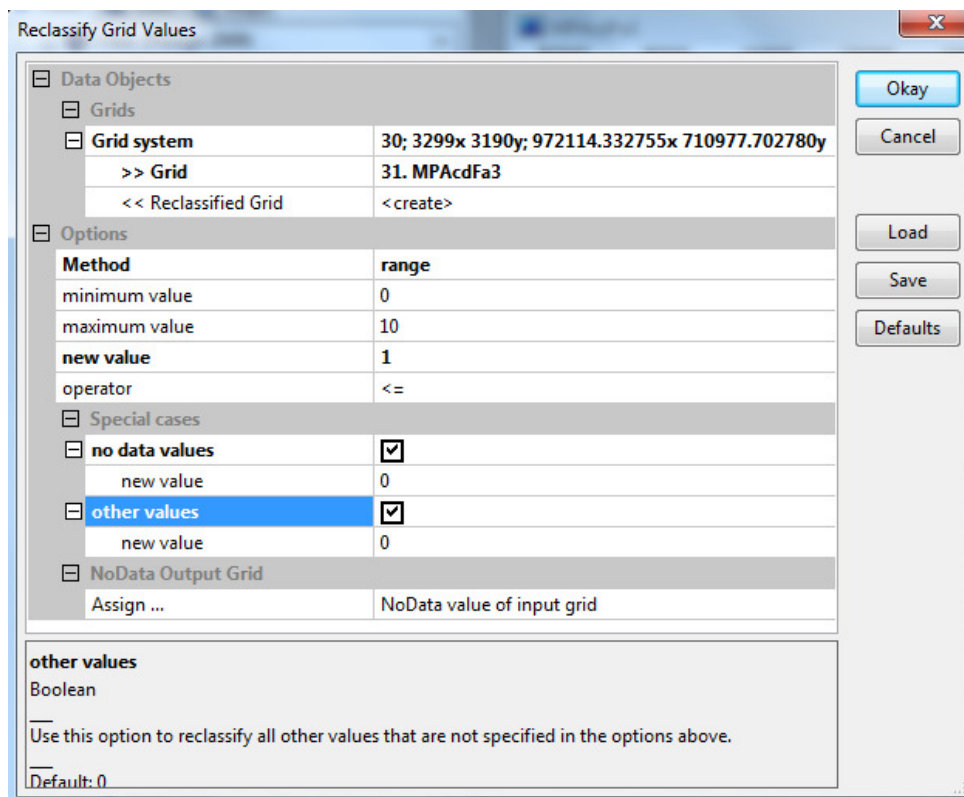 Reclassify Grid Values
Data Objects
Grids
Grid system 30; 3299x 3190y; 972114.332755x 710977.702780y
>> Grid 31. MPAcdFa3
<< Reclassified Grid <create>
Options
Method range
minimum value 0
maximum value 10
new value 1
operator <=
Special cases
no data values
new value 0
other values
new value 0
NoData Output Grid
Assign ... NoData value of input grid
Okay
Cancel
Load
Save
Defaults
other values
Boolean
__
Use this option to reclassify all other values that are not specified in the options above.
__
Default: 0